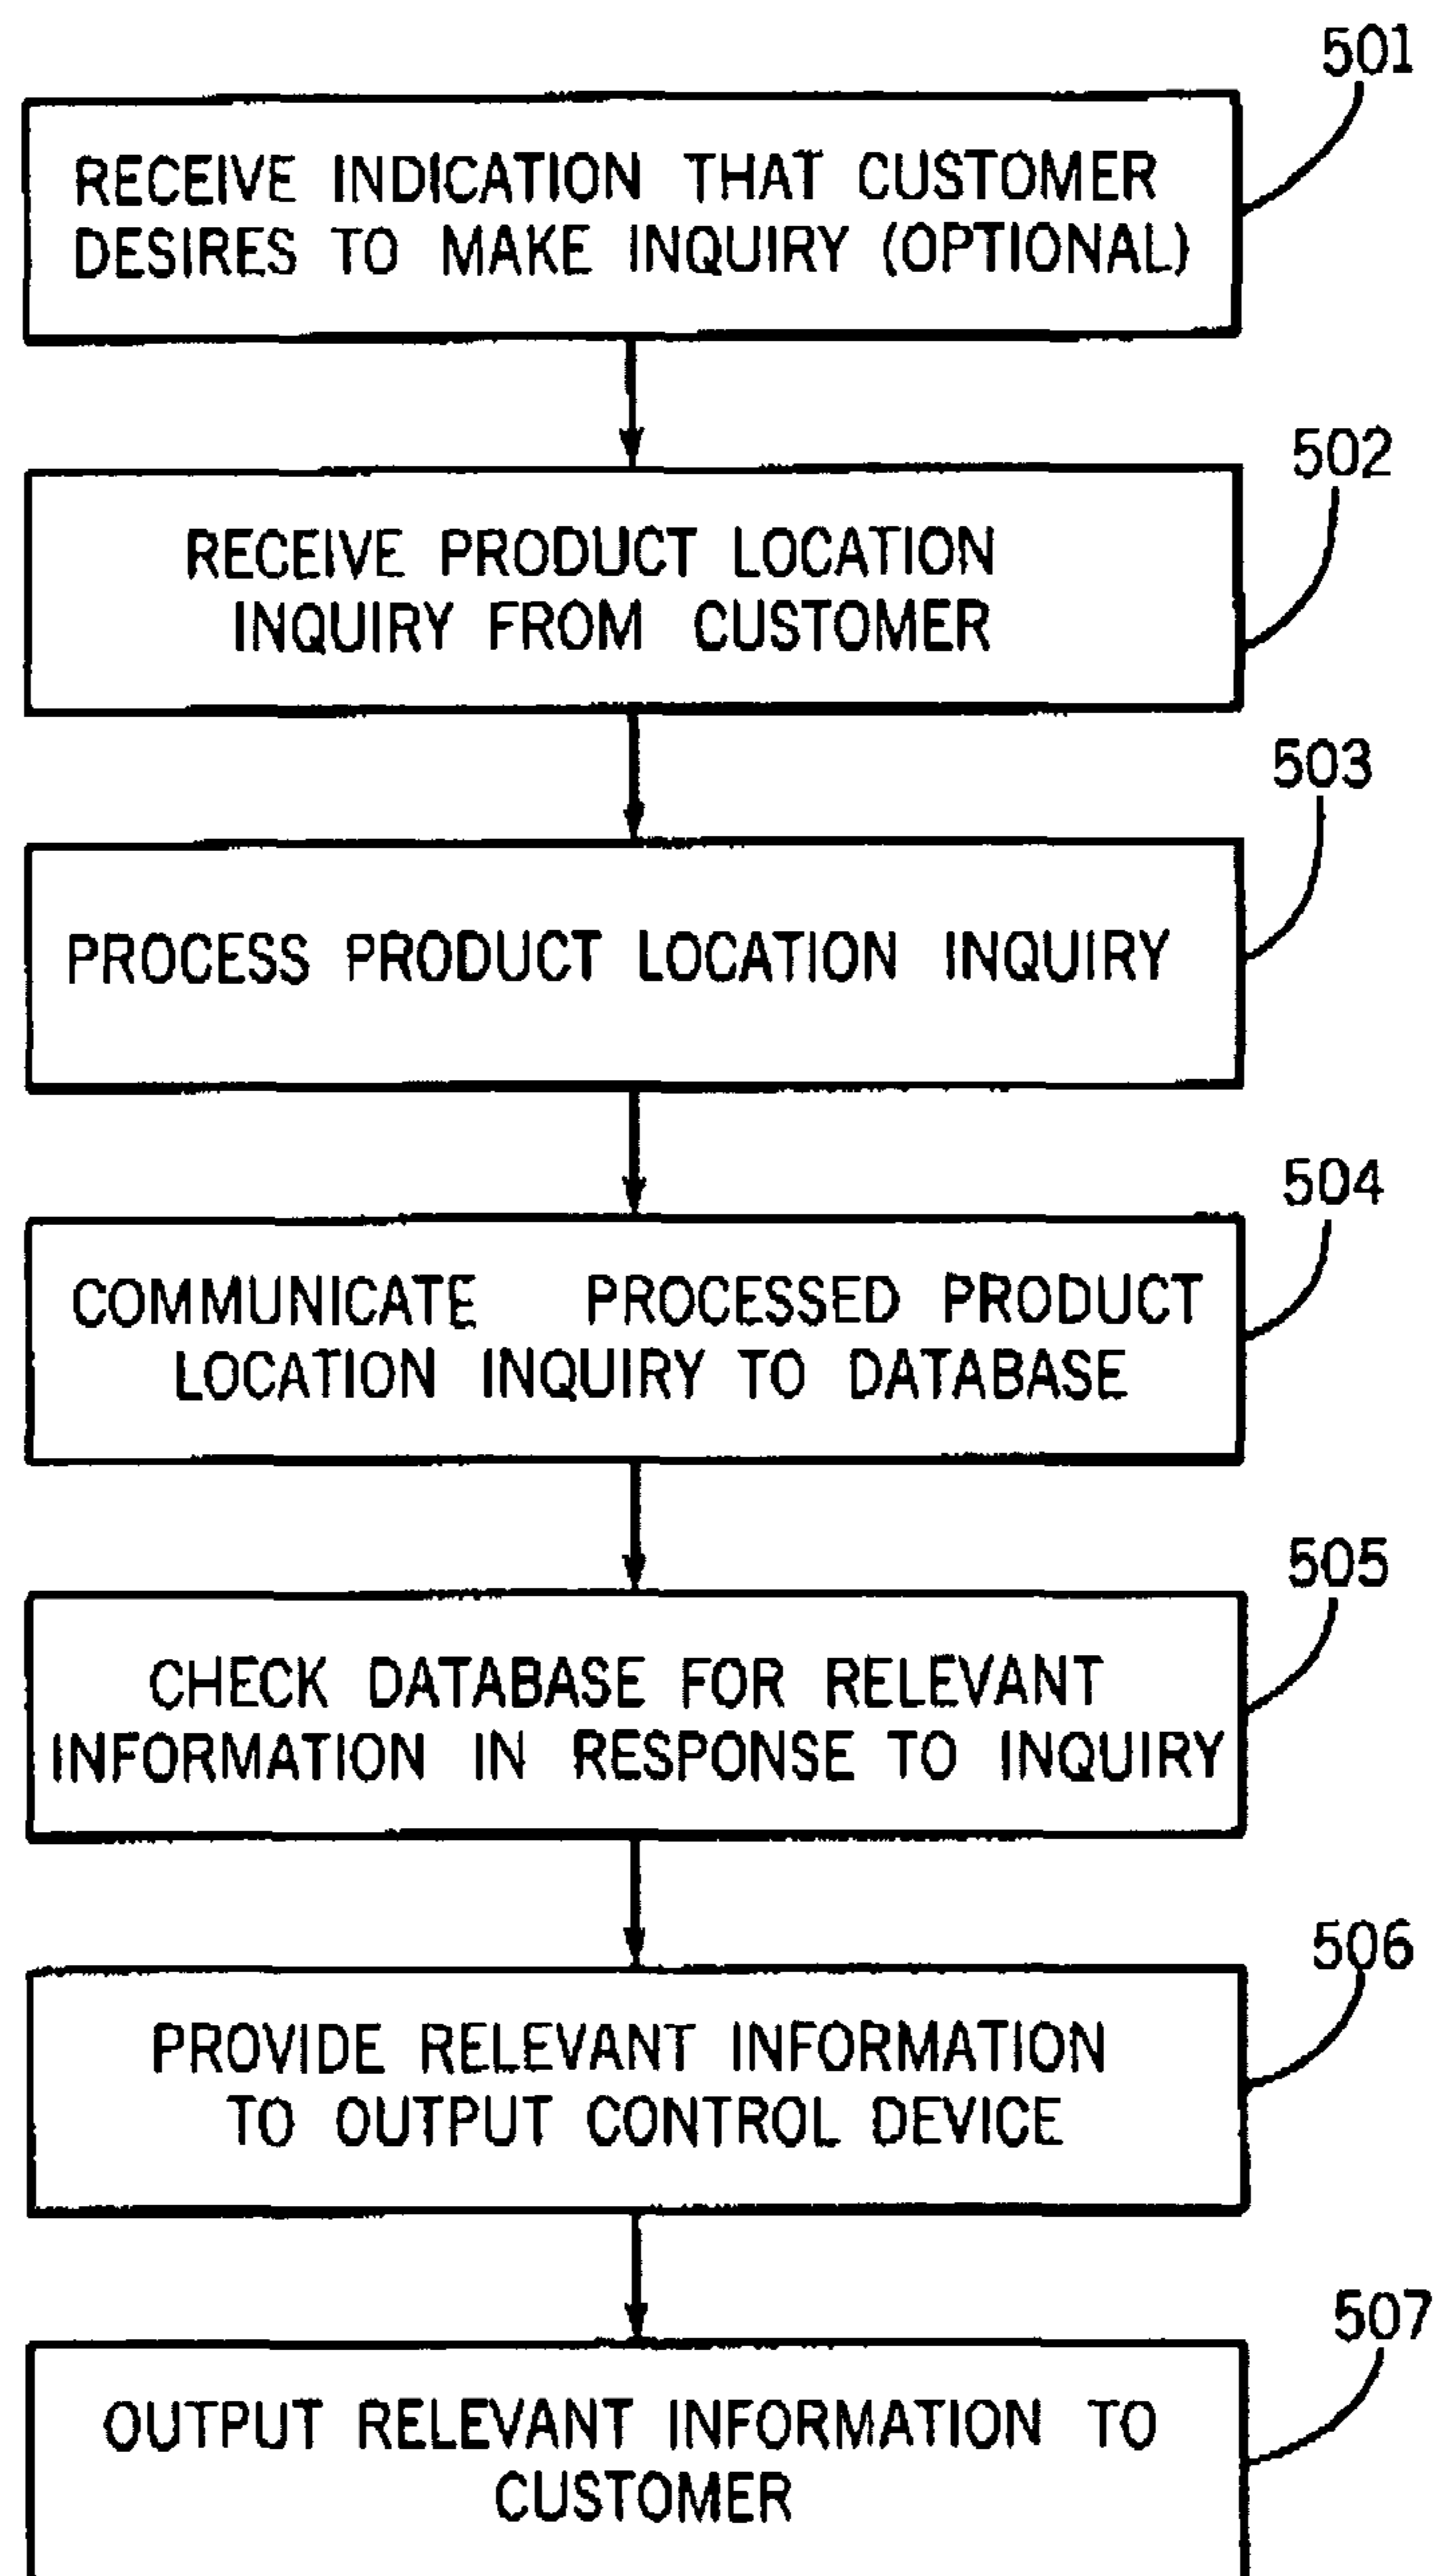 501
RECEIVE INDICATION THAT CUSTOMER
DESIRES TO MAKE INQUIRY (OPTIONAL)
502
RECEIVE PRODUCT LOCATION
INQUIRY FROM CUSTOMER
503
PROCESS PRODUCT LOCATION INQUIRY
504
COMMUNICATE PROCESSED PRODUCT
LOCATION INQUIRY TO DATABASE
505
CHECK DATABASE FOR RELEVANT
INFORMATION IN RESPONSE TO INQUIRY
506
PROVIDE RELEVANT INFORMATION
TO OUTPUT CONTROL DEVICE
507
OUTPUT RELEVANT INFORMATION TO
CUSTOMER